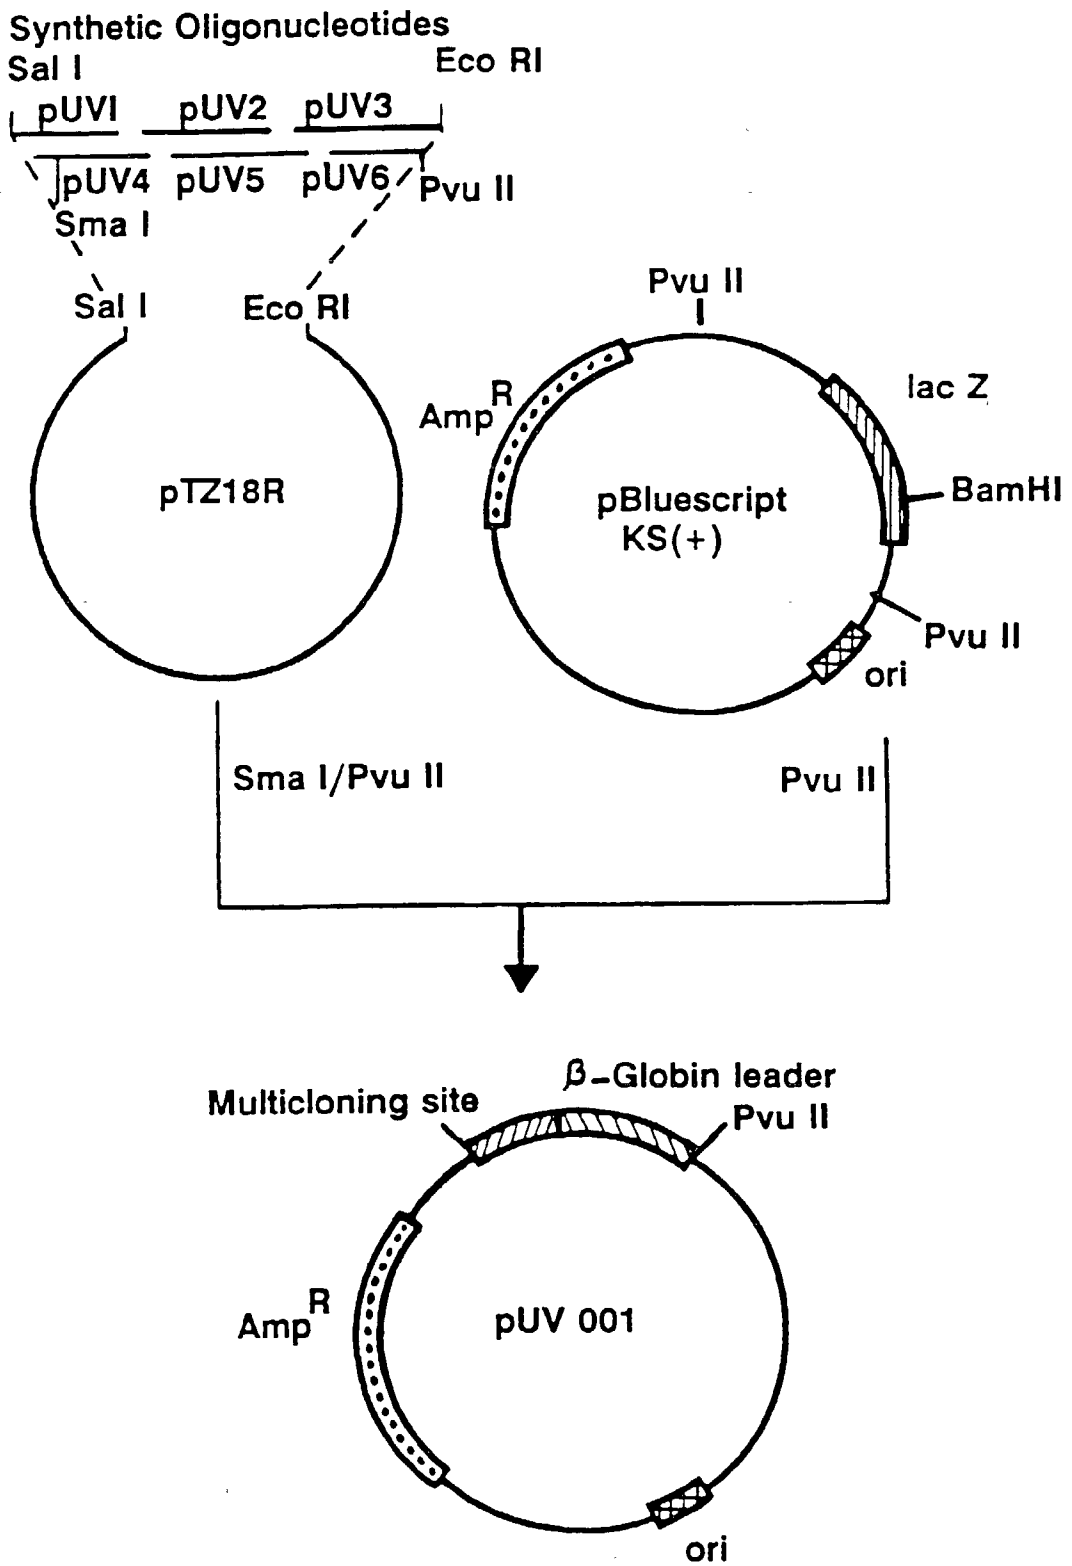 Synthetic Oligonucleotides
Sal I
Eco RI
pUV1 pUV2 pUV3
pUV4 pUV5 pUV6
Pvu II
Sma I
Sal I
Eco RI
Pvu II
lac Z
Amp^R
BamHI
pTZ18R
pBluescript
KS(+)
Pvu II
ori
Sma I/Pvu II
Pvu II
β-Globin leader
Multicloning site
Pvu II
Amp^R
pUV 001
ori